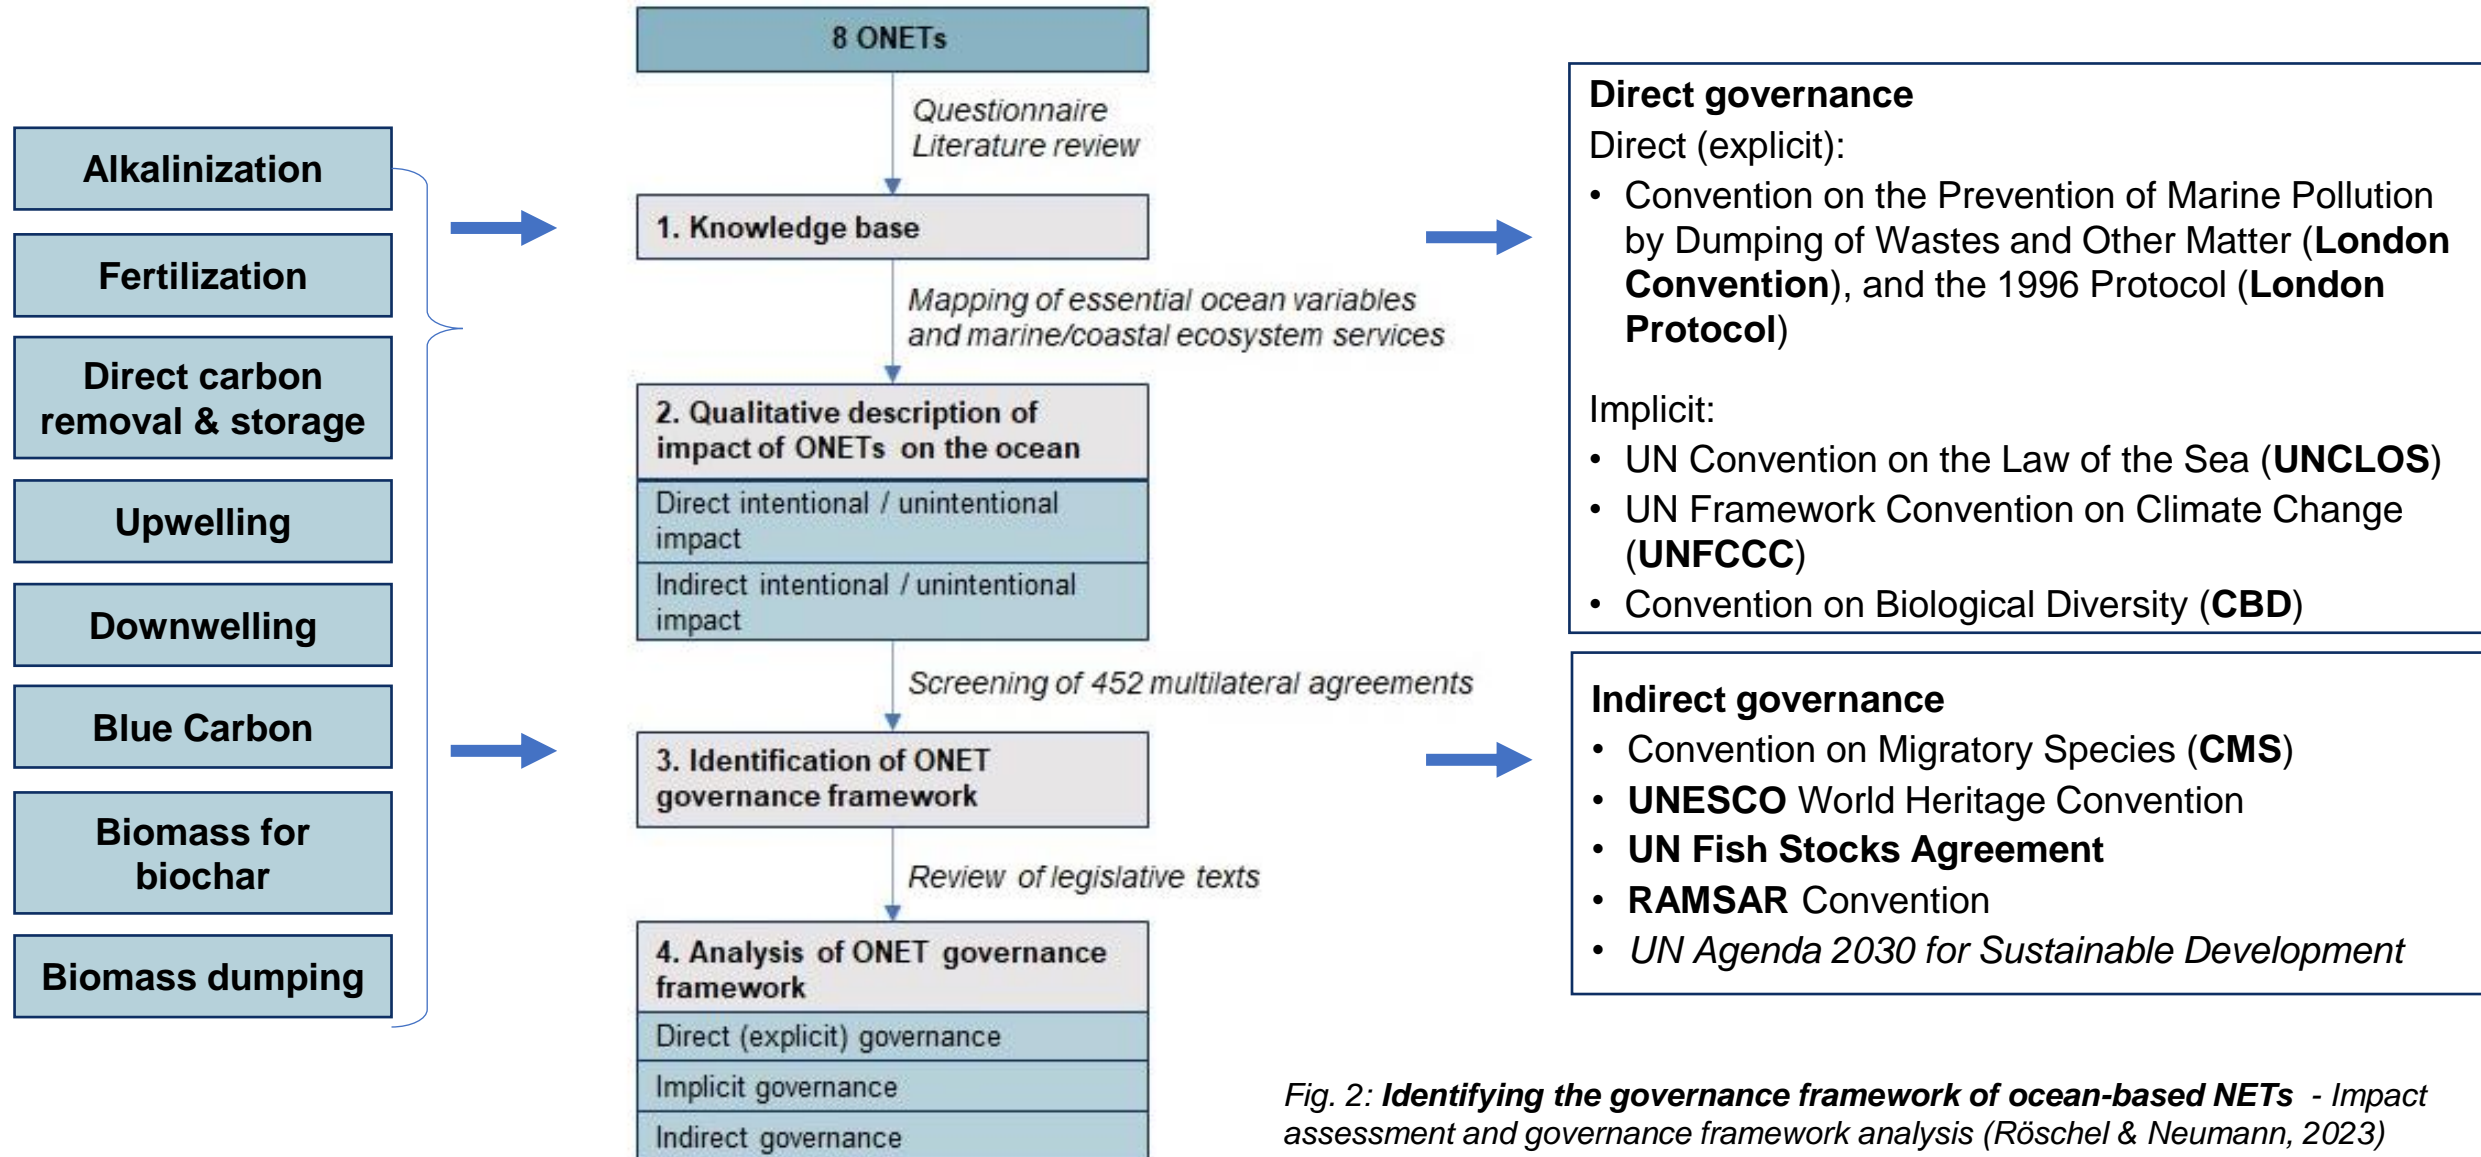 Alkalinization
Fertilization
Direct carbon
removal & storage
Upwelling
Downwelling
Blue Carbon
Biomass for
biochar
Biomass dumping
8 ONETs
Questionnaire
Literature review
1. Knowledge base
Mapping of essential ocean variables
and marine/coastal ecosystem services
2. Qualitative description of
impact of ONETs on the ocean
Direct intentional / unintentional
impact
Indirect intentional / unintentional
impact
Screening of 452 multilateral agreements
3. Identification of ONET
governance framework
Review of legislative texts
4. Analysis of ONET governance
framework
Direct (explicit) governance
Implicit governance
Indirect governance
Direct governance
Direct (explicit):
• Convention on the Prevention of Marine Pollution
by Dumping of Wastes and Other Matter (London
Convention), and the 1996 Protocol (London
Protocol)
Implicit:
• UN Convention on the Law of the Sea (UNCLOS)
• UN Framework Convention on Climate Change
(UNFCCC)
• Convention on Biological Diversity (CBD)
Indirect governance
• Convention on Migratory Species (CMS)
• UNESCO World Heritage Convention
• UN Fish Stocks Agreement
• RAMSAR Convention
• UN Agenda 2030 for Sustainable Development
Fig. 2: Identifying the governance framework of ocean-based NETs - Impact
assessment and governance framework analysis (Röschel & Neumann, 2023)